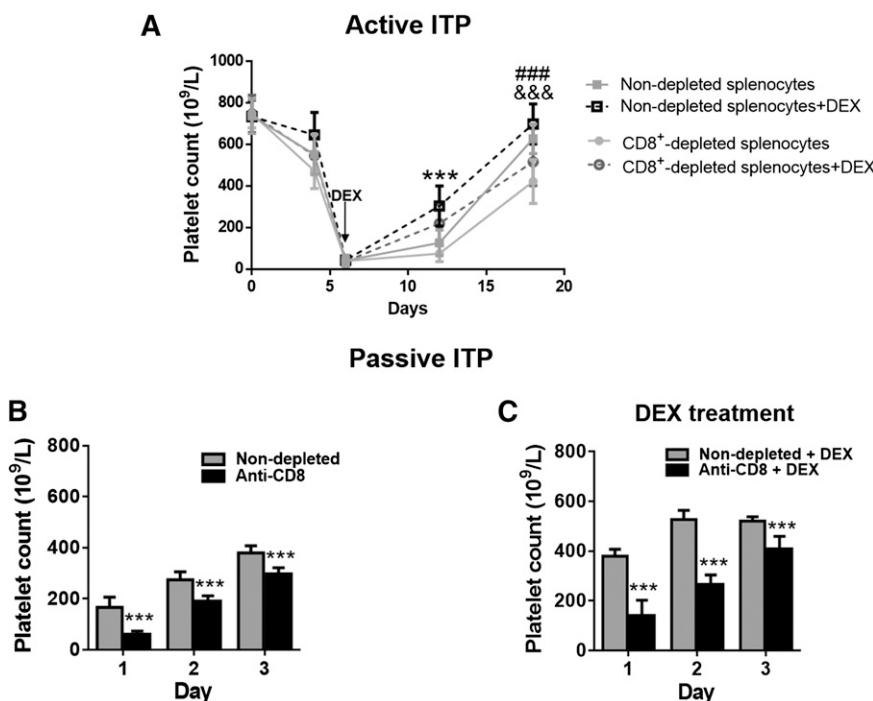 A
Active ITP
Platelet count (10⁹/L)
1000
800
600
400
200
0
DEX
***
###
&&&
0
5
10
15
20
Days
Non-depleted splenocytes
Non-depleted splenocytes+DEX
CD8⁺-depleted splenocytes
CD8⁺-depleted splenocytes+DEX
Passive ITP
B
Platelet count (10⁹/L)
800
600
400
200
0
Non-depleted
Anti-CD8
***
***
***
1
2
3
Day
C
DEX treatment
Platelet count (10⁹/L)
800
600
400
200
0
Non-depleted + DEX
Anti-CD8 + DEX
***
***
***
1
2
3
Day